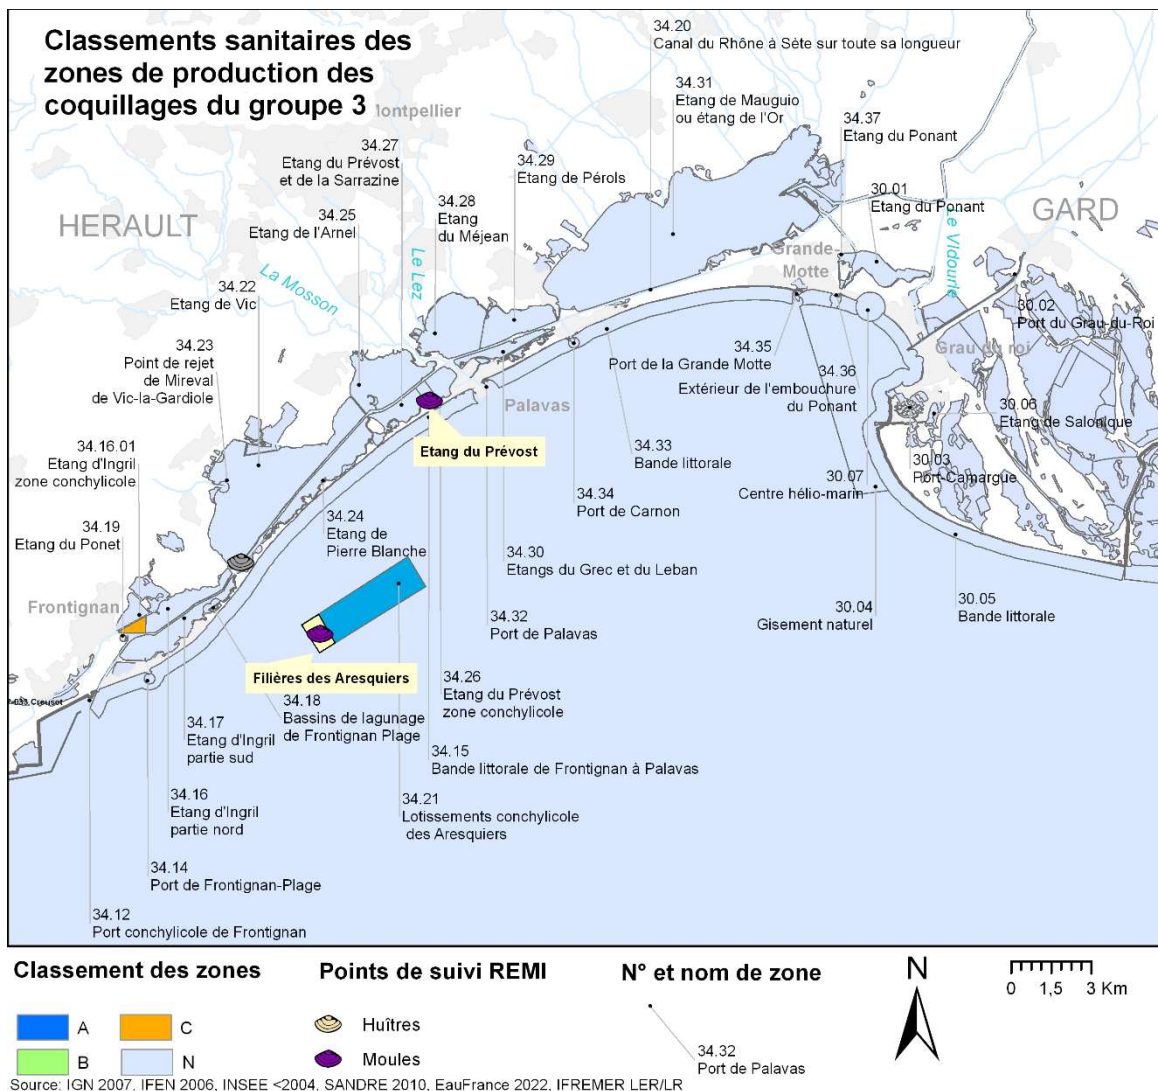 Classements sanitaires des
zones de production des
coquillages du groupe 3
Montpellier
34.20
Canal du Rhône à Sète sur toute sa longueur
34.31
Etang de Mauguio
ou étang de l'Or
34.37
Etang du Ponant
34.27
Etang du Prévost
et de la Sarrazine
34.29
Etang de Pérols
34.28
Etang
du Méjean
30.01
Etang du Ponant
HERAULT
GARD
34.25
Etang de l'Arnel
Le Lez
Le Vidourle
Grande-
Motte
La Mosson
34.22
Etang de Vic
30.02
Port du Grau-du-Roi
34.23
Point de rejet
de Mireval
de Vic-la-Gardiole
34.35
Port de la Grande Motte
Grau du roi
34.36
Extérieur de l'embouchure
du Ponant
Palavas
30.06
Etang de Salonique
34.16.01
Etang d'Ingril
zone conchylicole
Etang du Prévost
34.33
Bande littorale
30.03
Port-Camargue
30.07
Centre hélio-marin
34.34
Port de Carnon
34.19
Etang du Ponet
34.24
Etang de
Pierre Blanche
34.30
Etangs du Grec et du Leban
Frontignan
34.32
Port de Palavas
30.04
Gisement naturel
30.05
Bande littorale
Filières des Aresquiers
34.26
Etang du Prévost
zone conchylicole
34.18
Bassins de lagunage
de Frontignan Plage
34.17
Etang d'Ingril
partie sud
34.15
Bande littorale de Frontignan à Palavas
34.16
Etang d'Ingril
partie nord
34.21
Lotissements conchylicole
des Aresquiers
34.14
Port de Frontignan-Plage
34.12
Port conchylicole de Frontignan
Classement des zones
A
C
B
N
Points de suivi REMI
Huîtres
Moules
N° et nom de zone
34.32
Port de Palavas
N
0 1,5 3 Km
Source: IGN 2007, IFEN 2006, INSEE <2004, SANDRE 2010, EauFrance 2022, IFREMER LER/LR